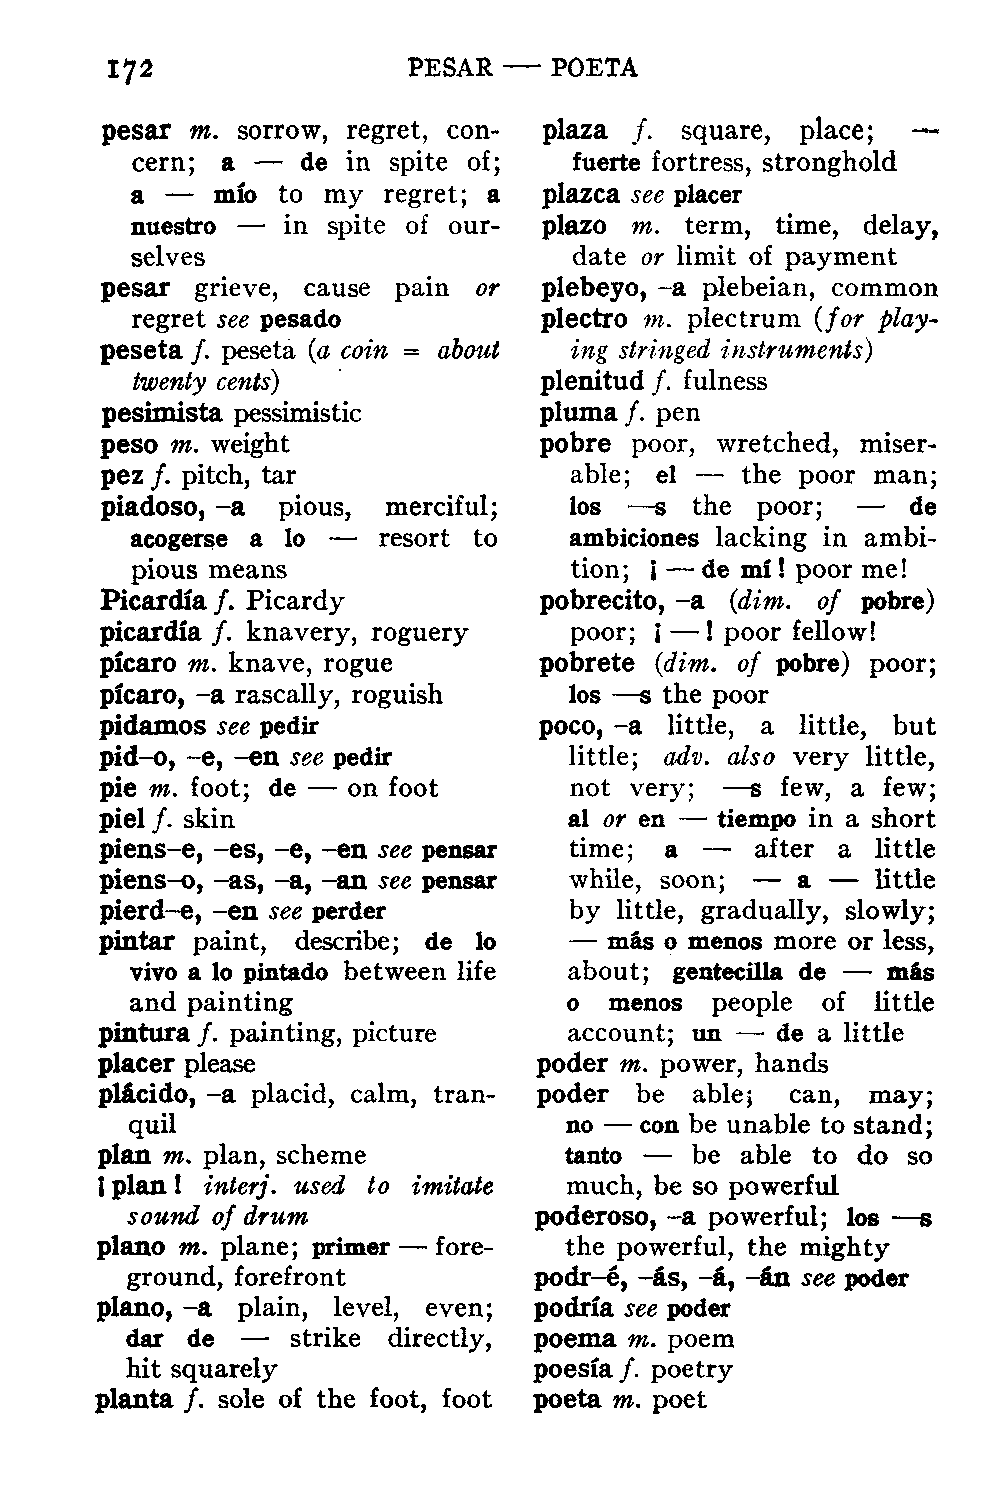 172 PESAR — POETA
pesar m. sorrow, regret, con-
cern; a — de in spite of;
a — mío to my regret; a
nuestro — in spite of our-
selves
pesar grieve, cause pain or
regret see pesado
peseta f. peseta (a coin = about
twenty cents)
pesimista pessimistic
peso m. weight
pez f. pitch, tar
piadoso, –a pious, merciful;
acogerse a lo — resort to
pious means
Picardía f. Picardy
picardía f. knavery, roguery
pícaro m. knave, rogue
pícaro, –a rascally, roguish
pidamos see pedir
pid–o, –e, –en see pedir
pie m. foot; de — on foot
piel f. skin
piens–e, –es, –e, –en see pensar
piens–o, –as, –a, –an see pensar
pierd–e, –en see perder
pintar paint, describe; de lo
vivo a lo pintado between life
and painting
pintura f. painting, picture
placer please
plácido, –a placid, calm, tran-
quil
plan m. plan, scheme
¡plan! interj. used to imitate
sound of drum
plano m. plane; primer — fore-
ground, forefront
plano, –a plain, level, even;
dar de — strike directly,
hit squarely
planta f. sole of the foot, foot
plaza f. square, place; —
fuerte fortress, stronghold
plazca see placer
plazo m. term, time, delay,
date or limit of payment
plebeyo, –a plebeian, common
plectro m. plectrum (for play-
ing stringed instruments)
plenitud f. fulness
pluma f. pen
pobre poor, wretched, miser-
able; el — the poor man;
los —s the poor; — de
ambiciones lacking in ambi-
tion; ¡ — de mí! poor me!
pobrecito, –a (dim. of pobre)
poor; ¡ — ! poor fellow!
pobrete (dim. of pobre) poor;
los —s the poor
poco, –a little, a little, but
little; adv. also very little,
not very; —s few, a few;
al or en — tiempo in a short
time; a — after a little
while, soon; — a — little
by little, gradually, slowly;
— más o menos more or less,
about; gentecilla de — más
o menos people of little
account; un — de a little
poder m. power, hands
poder be able; can, may;
no — con be unable to stand;
tanto — be able to do so
much, be so powerful
poderoso, –a powerful; los —s
the powerful, the mighty
podr–é, –ás, –á, –án see poder
podría see poder
poema m. poem
poesía f. poetry
poeta m. poet